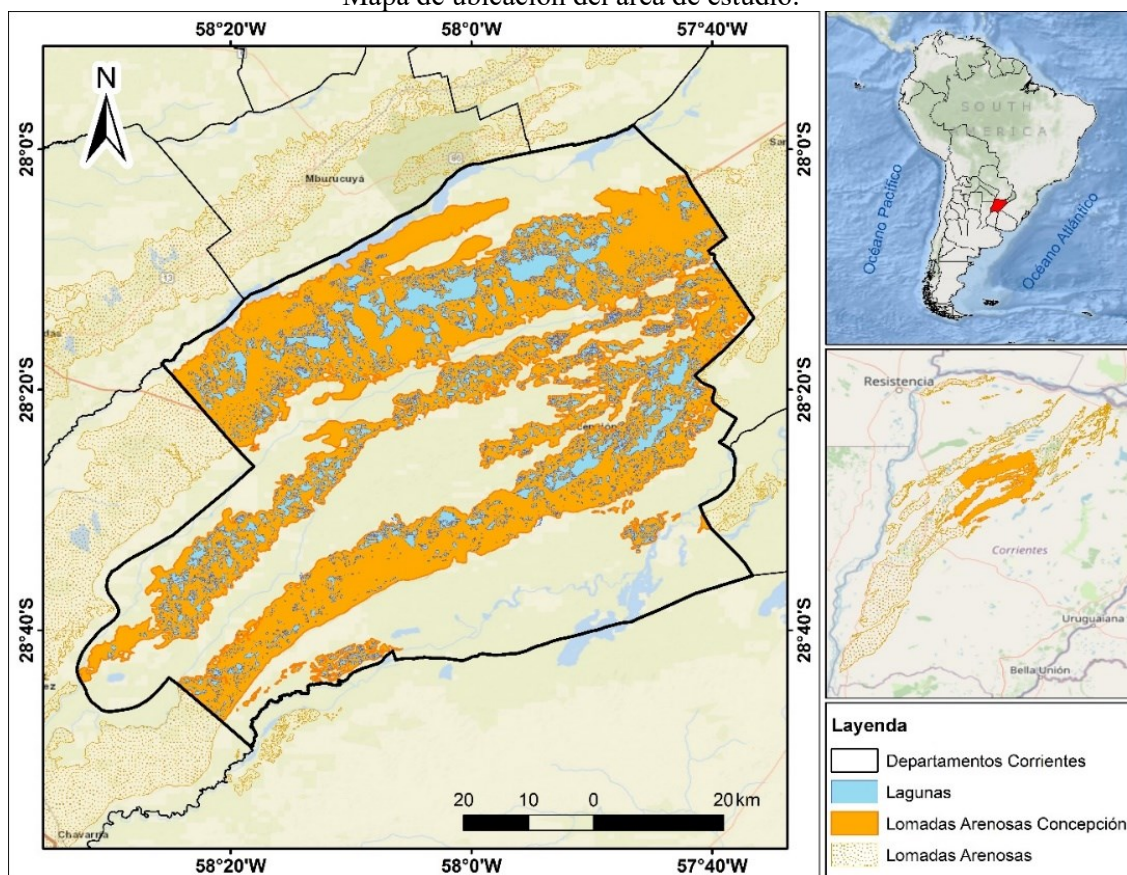 Mapa de ubicación del área de estudio.
58°20'W
58°0'W
57°40'W
N
28°0'S
28°0'S
Mburucuyá
28°20'S
28°20'S
28°40'S
28°40'S
Chavarría
20 10 0 20 km
58°20'W
58°0'W
57°40'W
SOUTH
AMERICA
Océano Pacífico
Océano Atlántico
Resistencia
Corrientes
Uruguaiana
Bella Unión
Layenda
Departamentos Corrientes
Lagunas
Lomadas Arenosas Concepción
Lomadas Arenosas